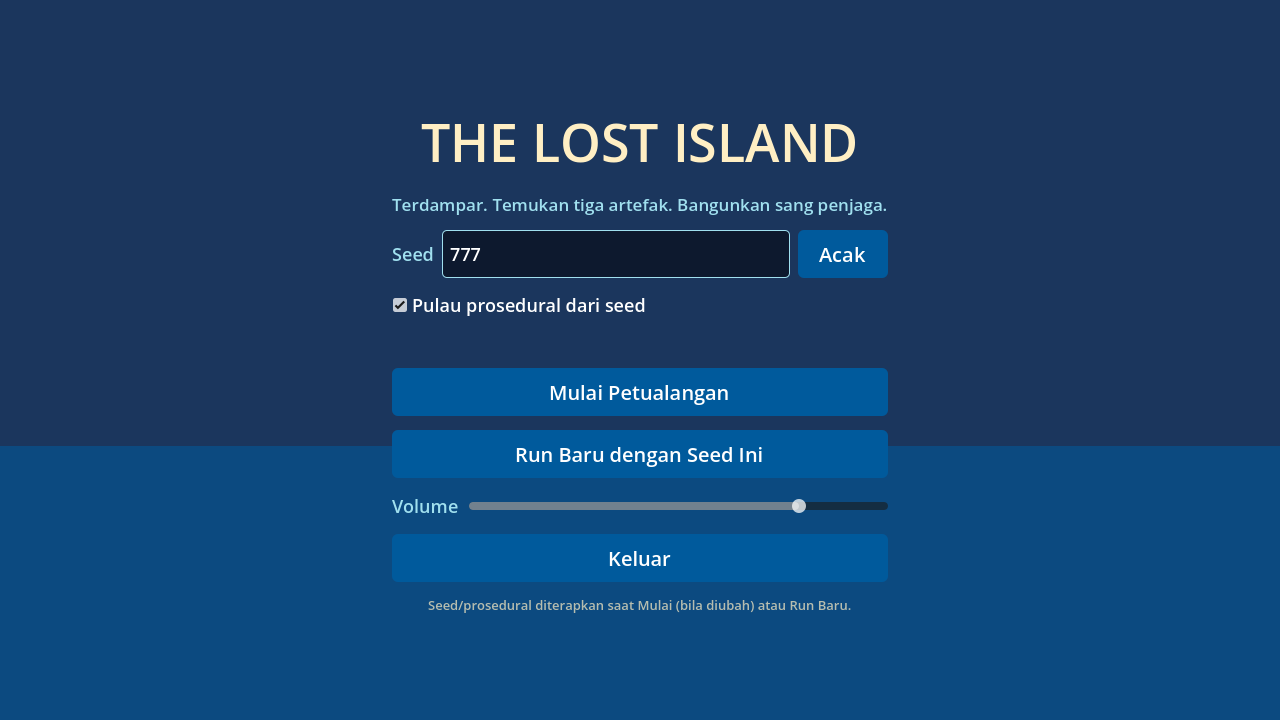 THE LOST ISLAND
Terdampar. Temukan tiga artefak. Bangunkan sang penjaga.
Seed 777 Acak
Pulau prosedural dari seed
Mulai Petualangan
Run Baru dengan Seed Ini
Volume
Keluar
Seed/prosedural diterapkan saat Mulai (bila diubah) atau Run Baru.